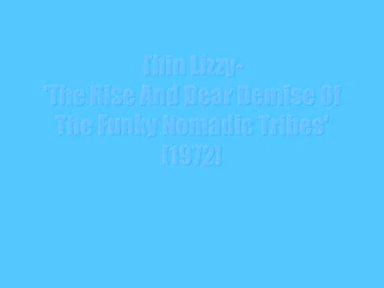 Thin Lizzy-
'The Rise And Dear Demise Of
The Funky Nomadic Tribes'
(1972)